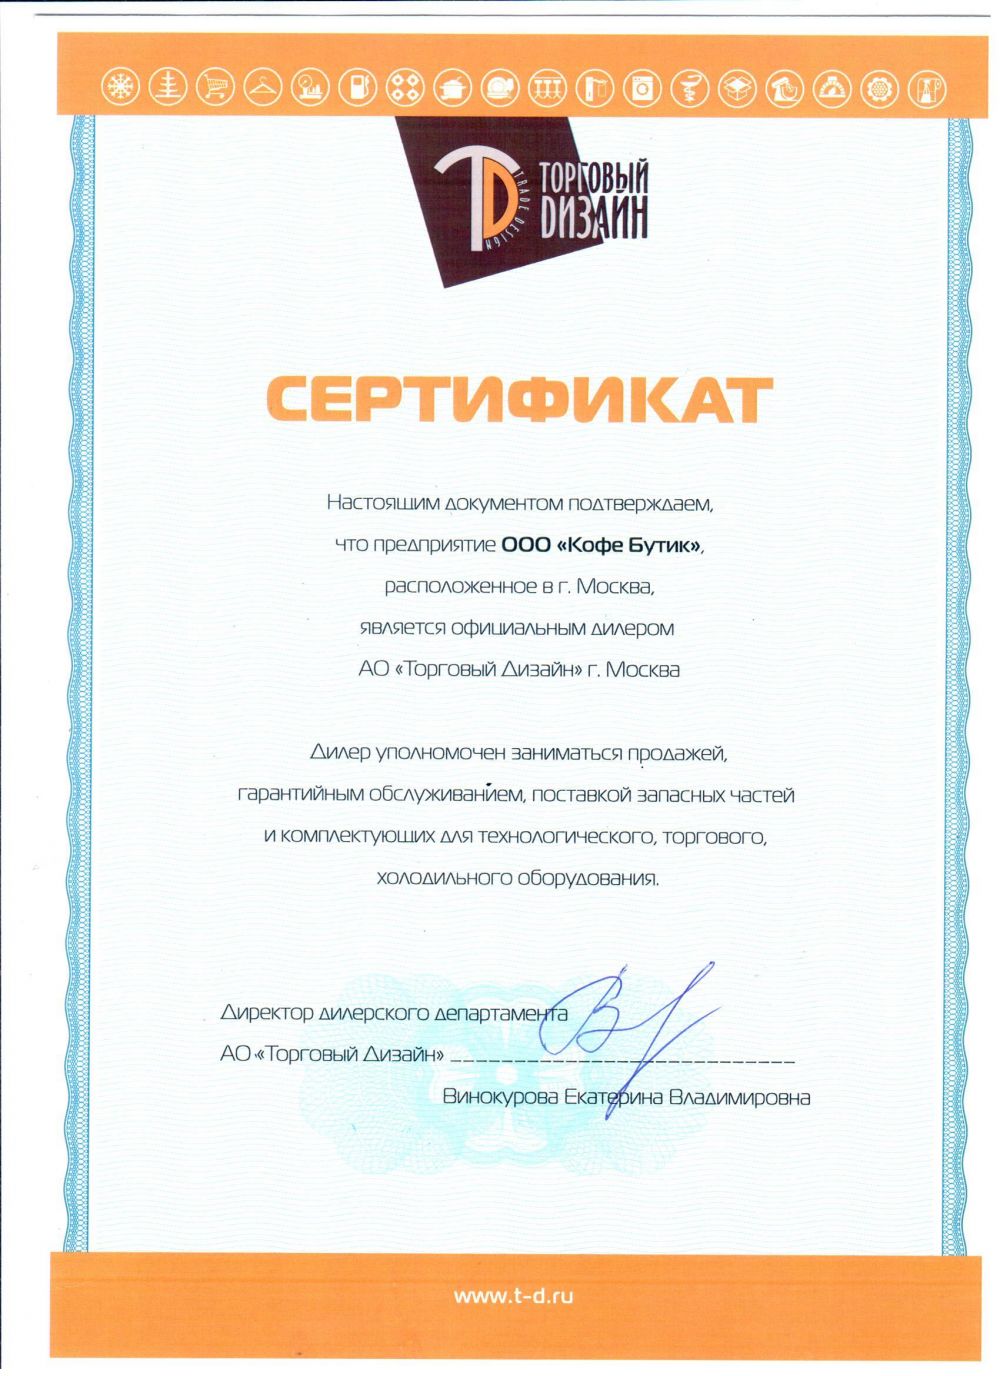 ТОРГОВЫЙ
DИЗАЙН
TRADE DESIGN
СЕРТИФИКАТ
Настоящим документом подтверждаем,
что предприятие ООО «Кофе Бутик»,
расположенное в г. Москва,
является официальным дилером
АО «Торговый Дизайн» г. Москва
Дилер уполномочен заниматься продажей,
гарантийным обслуживанием, поставкой запасных частей
и комплектующих для технологического, торгового,
холодильного оборудования.
Директор дилерского департамента
АО «Торговый Дизайн» ____________________________
Винокурова Екатерина Владимировна
www.t-d.ru